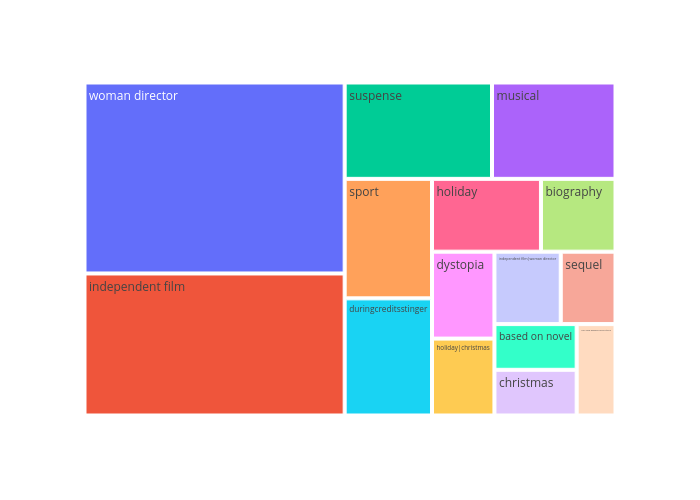 woman director
suspense
musical
sport
holiday
biography
dystopia
independent film|woman director
sequel
independent film
duringcreditsstinger
based on novel
holiday|christmas
christmas